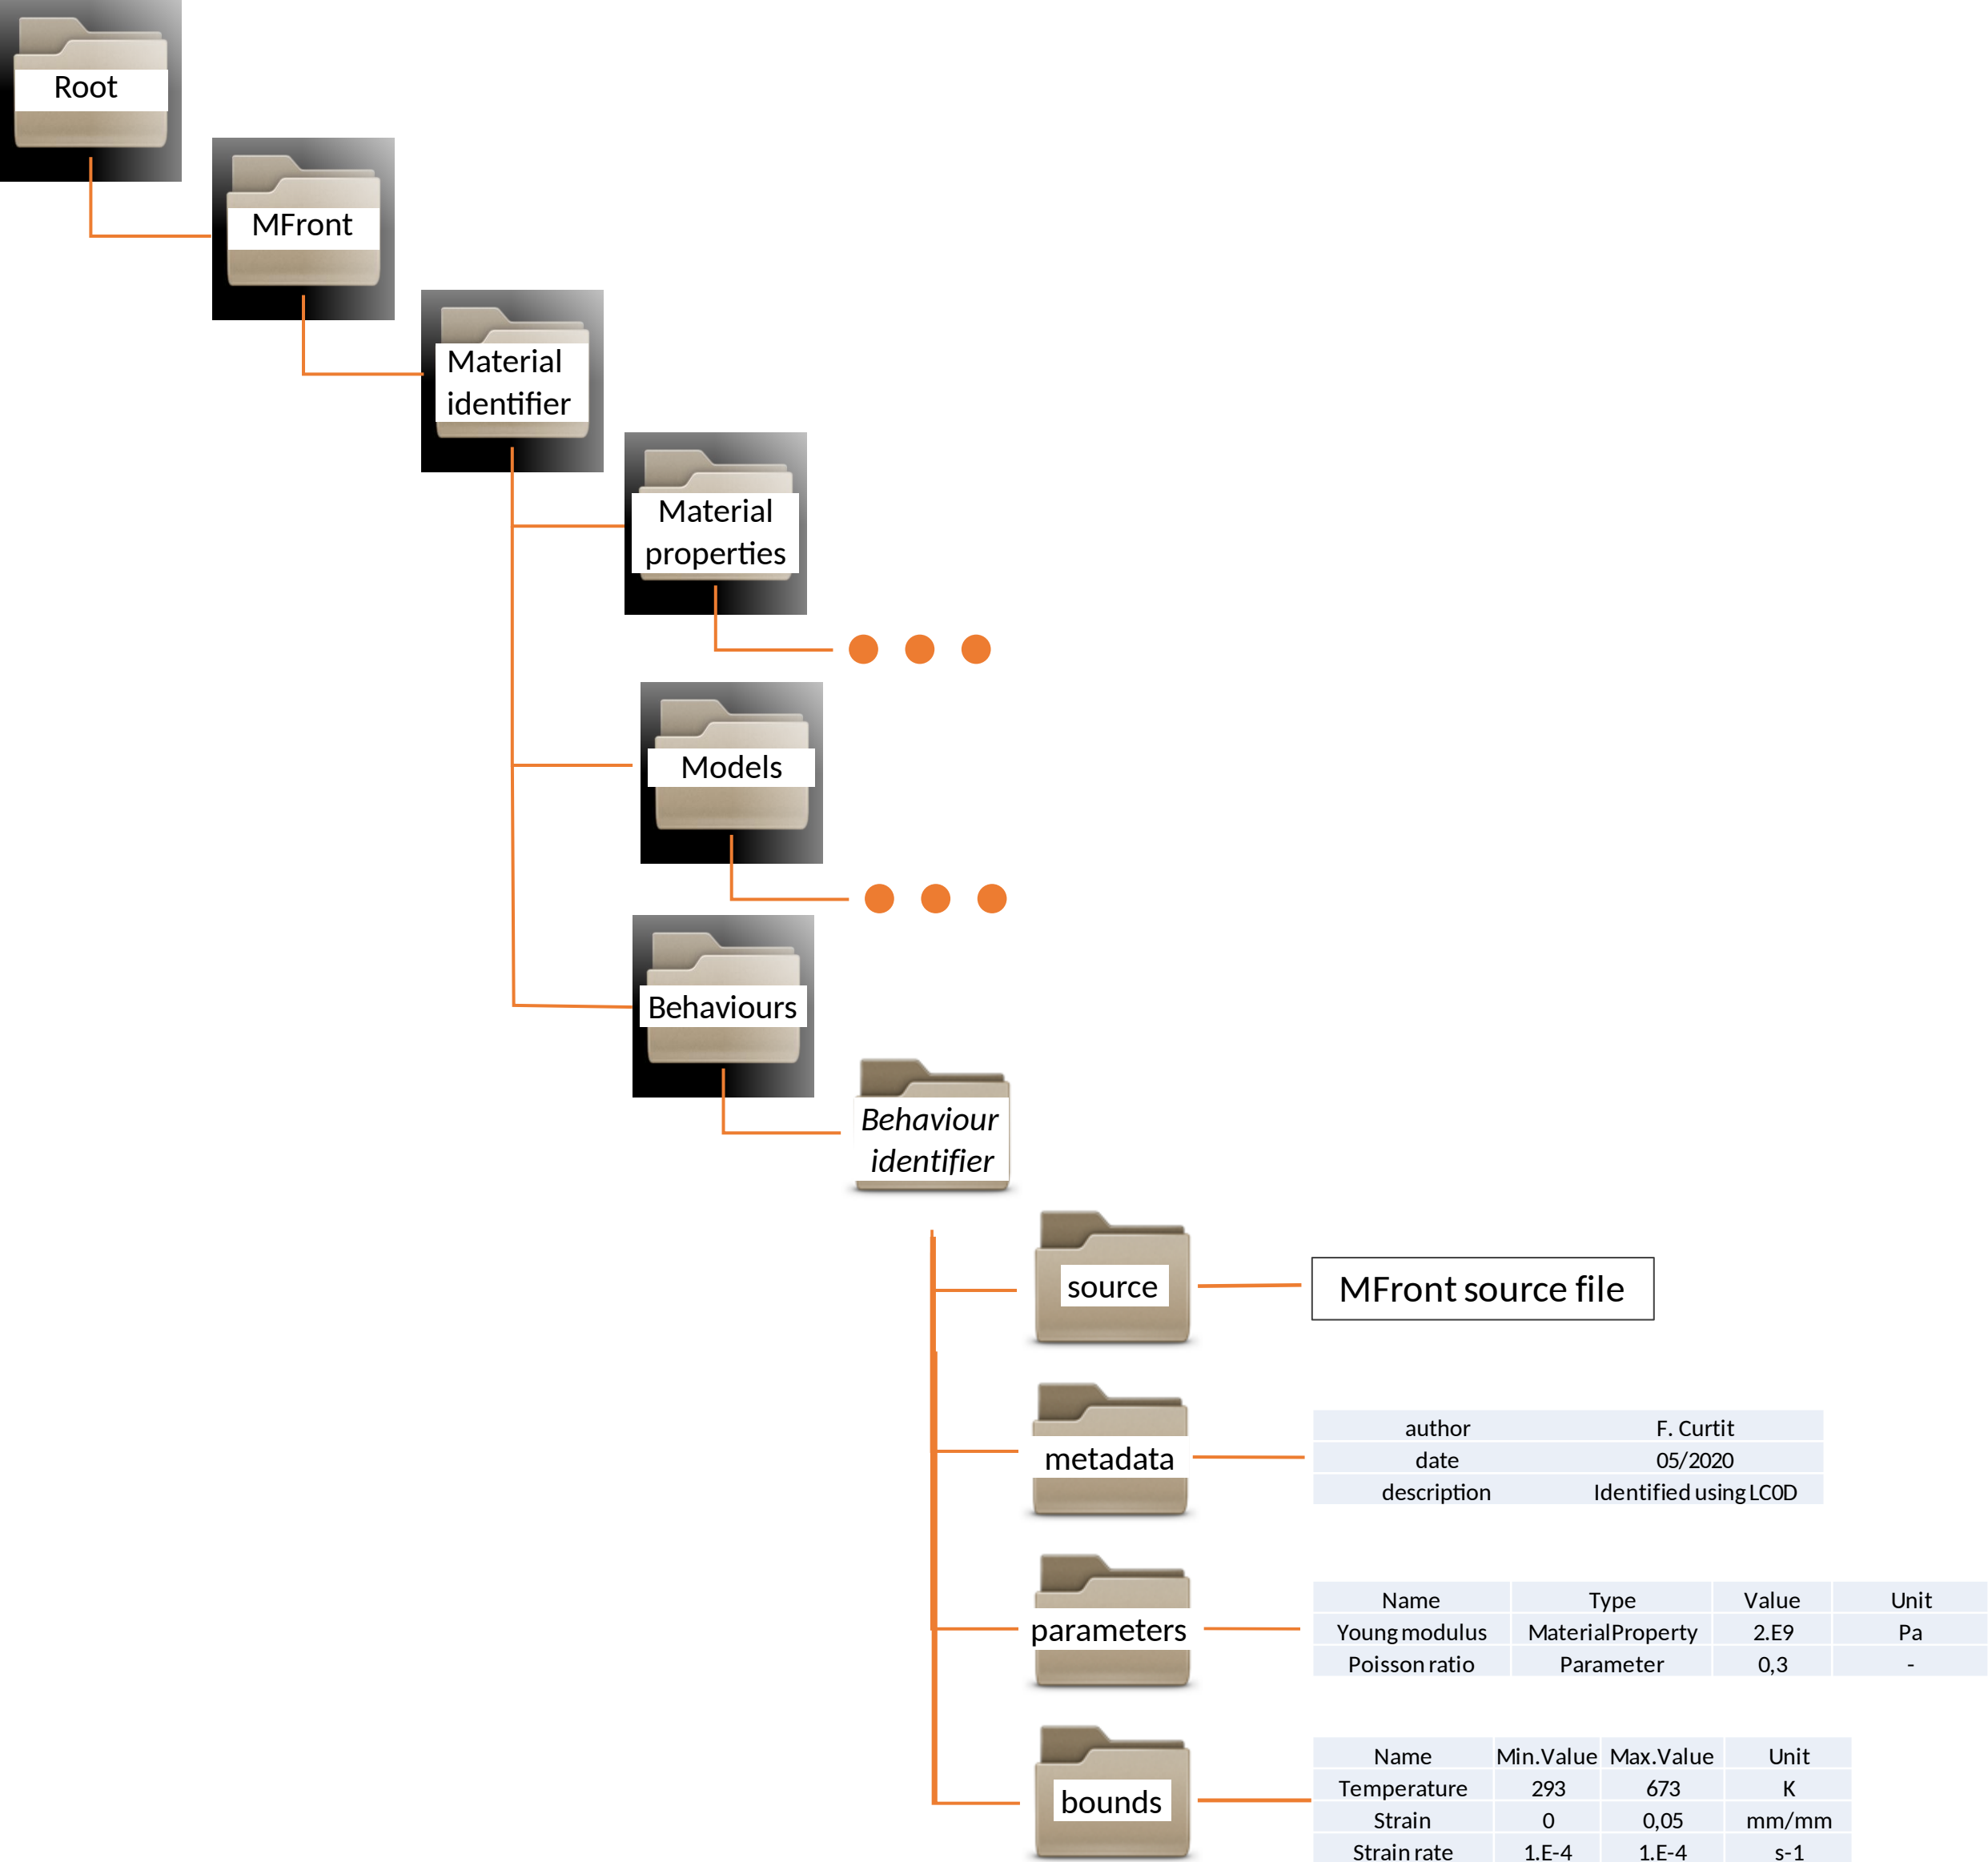 Root
MFront
Material
identifier
Material
properties
Models
Behaviours
Behaviour
identifier
source
MFront source file
metadata
author F. Curtit
date 05/2020
description Identified using LC0D
parameters
Name Type Value Unit
Young modulus MaterialProperty 2.E9 Pa
Poisson ratio Parameter 0,3 -
bounds
Name Min.Value Max.Value Unit
Temperature 293 673 K
Strain 0 0,05 mm/mm
Strain rate 1.E-4 1.E-4 s-1